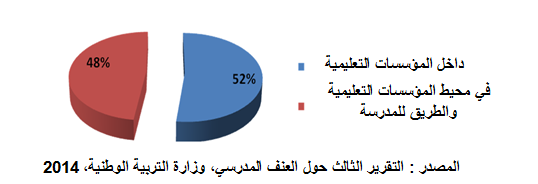 48%
52%
داخل المؤسسات التعليمية
في محيط المؤسسات التعليمية
والطريق للمدرسة
المصدر : التقرير الثالث حول العنف المدرسي، وزارة التربية الوطنية، 2014